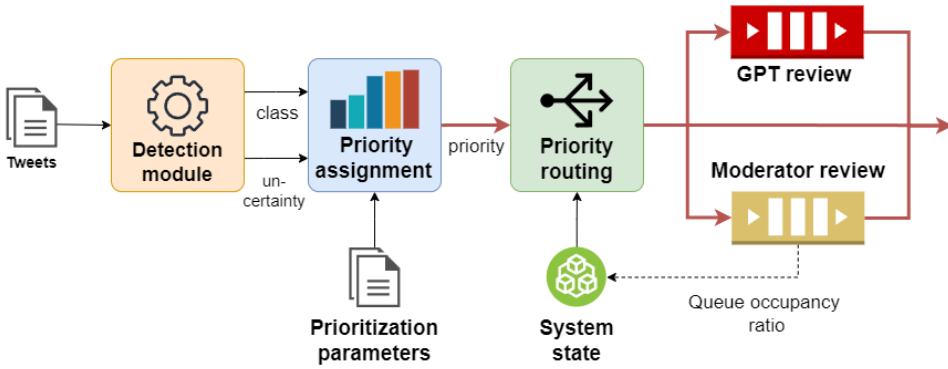 Tweets
Detection
module
class
un-
certainty
Priority
assignment
priority
Priority
routing
GPT review
Moderator review
Prioritization
parameters
System
state
Queue occupancy
ratio